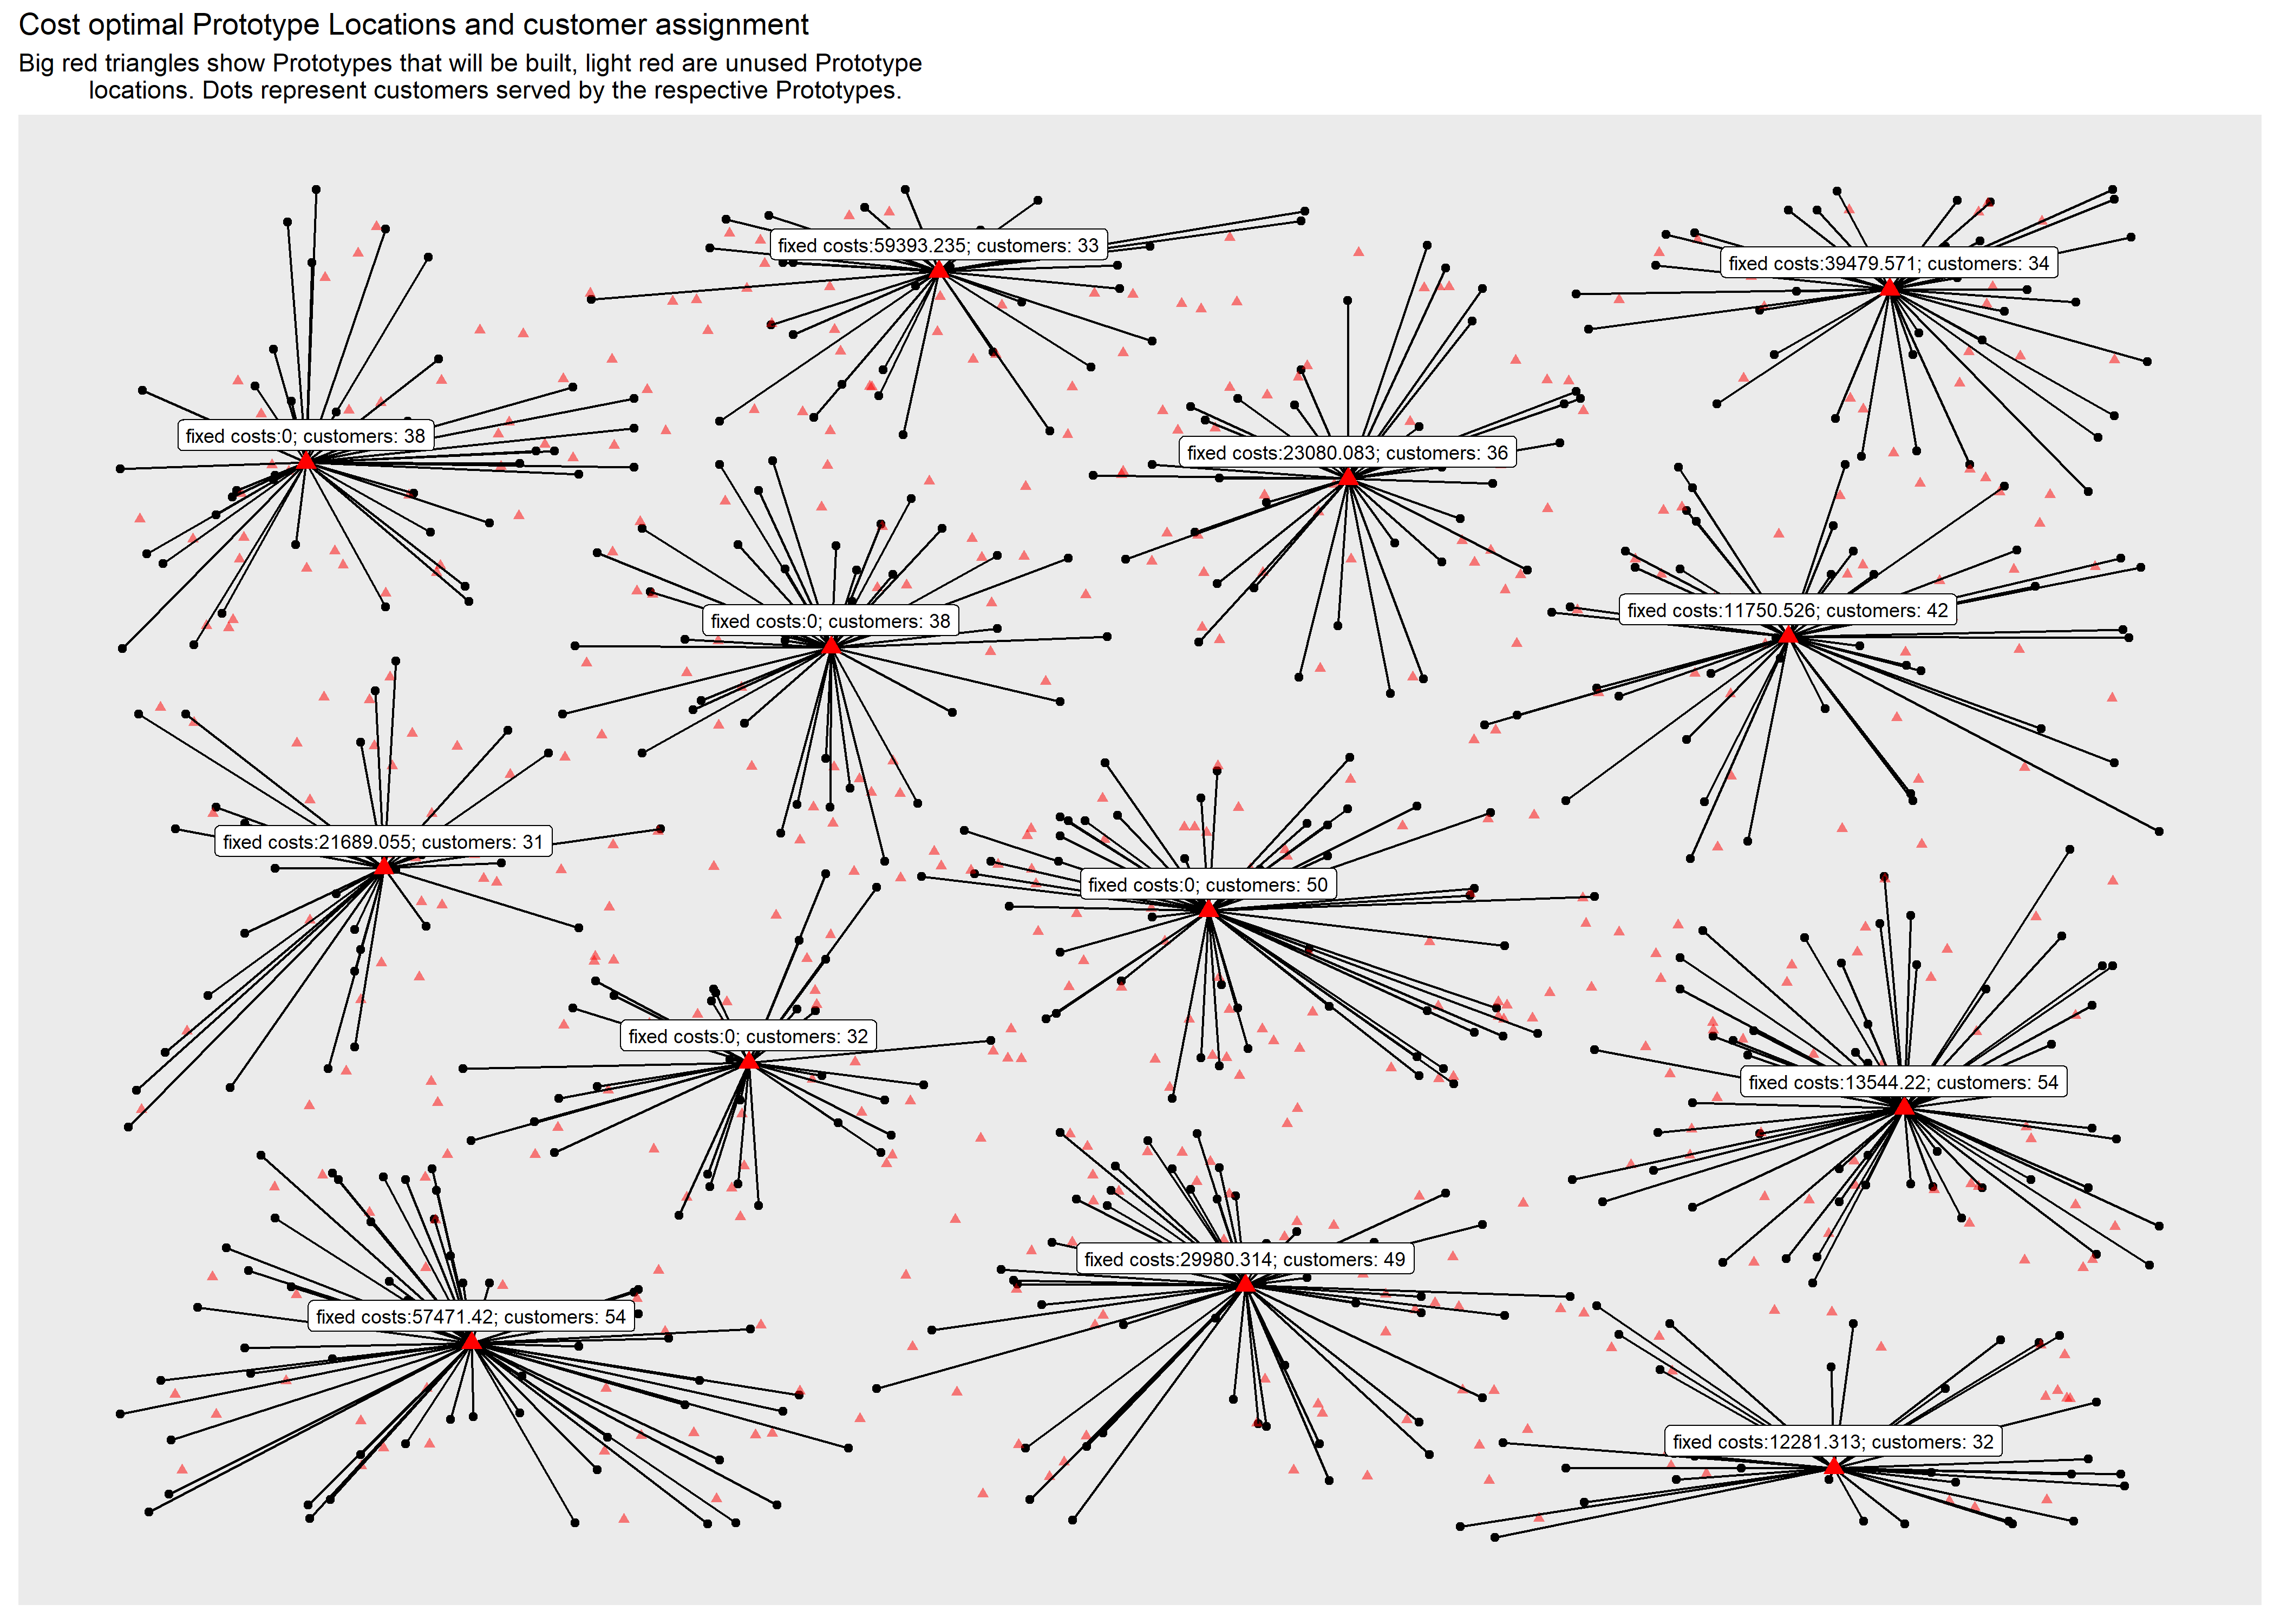 Cost optimal Prototype Locations and customer assignment
Big red triangles show Prototypes that will be built, light red are unused Prototype
locations. Dots represent customers served by the respective Prototypes.
fixed costs:59393.235; customers: 33
fixed costs:39479.571; customers: 34
fixed costs:0; customers: 38
fixed costs:23080.083; customers: 36
fixed costs:0; customers: 38
fixed costs:11750.526; customers: 42
fixed costs:21689.055; customers: 31
fixed costs:0; customers: 50
fixed costs:0; customers: 32
fixed costs:13544.22; customers: 54
fixed costs:29980.314; customers: 49
fixed costs:57471.42; customers: 54
fixed costs:12281.313; customers: 32